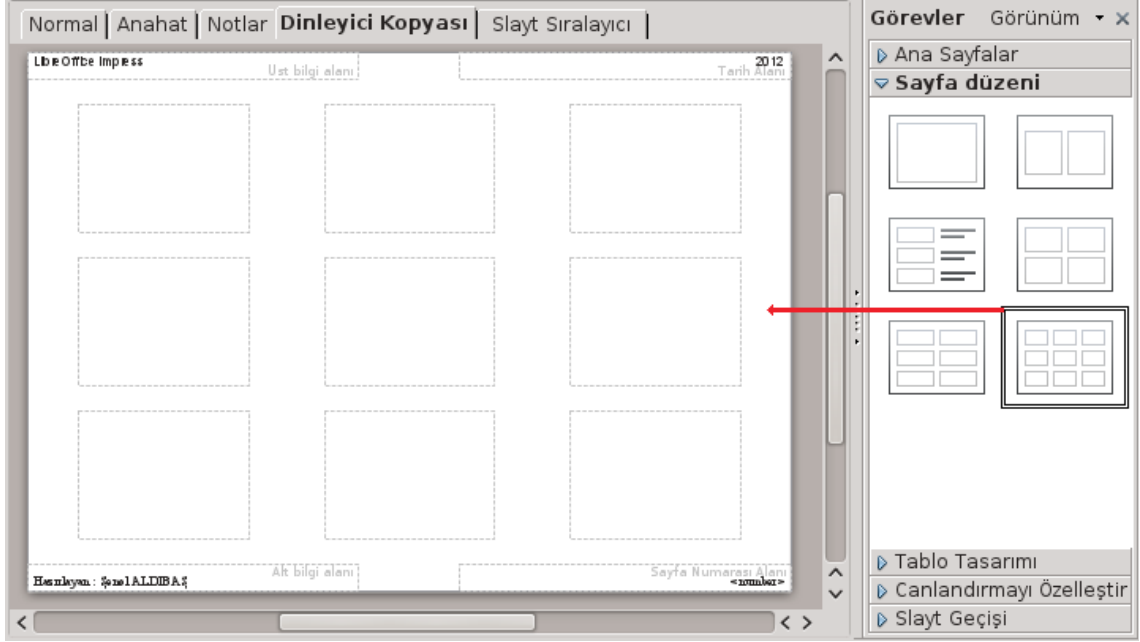 Normal Anahat Notlar Dinleyici Kopyası Slayt Sıralayıcı
LibreOffice Impress
Üst bilgi alanı
2012
Tarih Alanı
Alt bilgi alanı
Sayfa Numarası Alanı
Hazırlayan : Şenol ALDIBAŞ
<number>
Görevler Görünüm
Ana Sayfalar
Sayfa düzeni
Tablo Tasarımı
Canlandırmayı Özelleştir
Slayt Geçişi